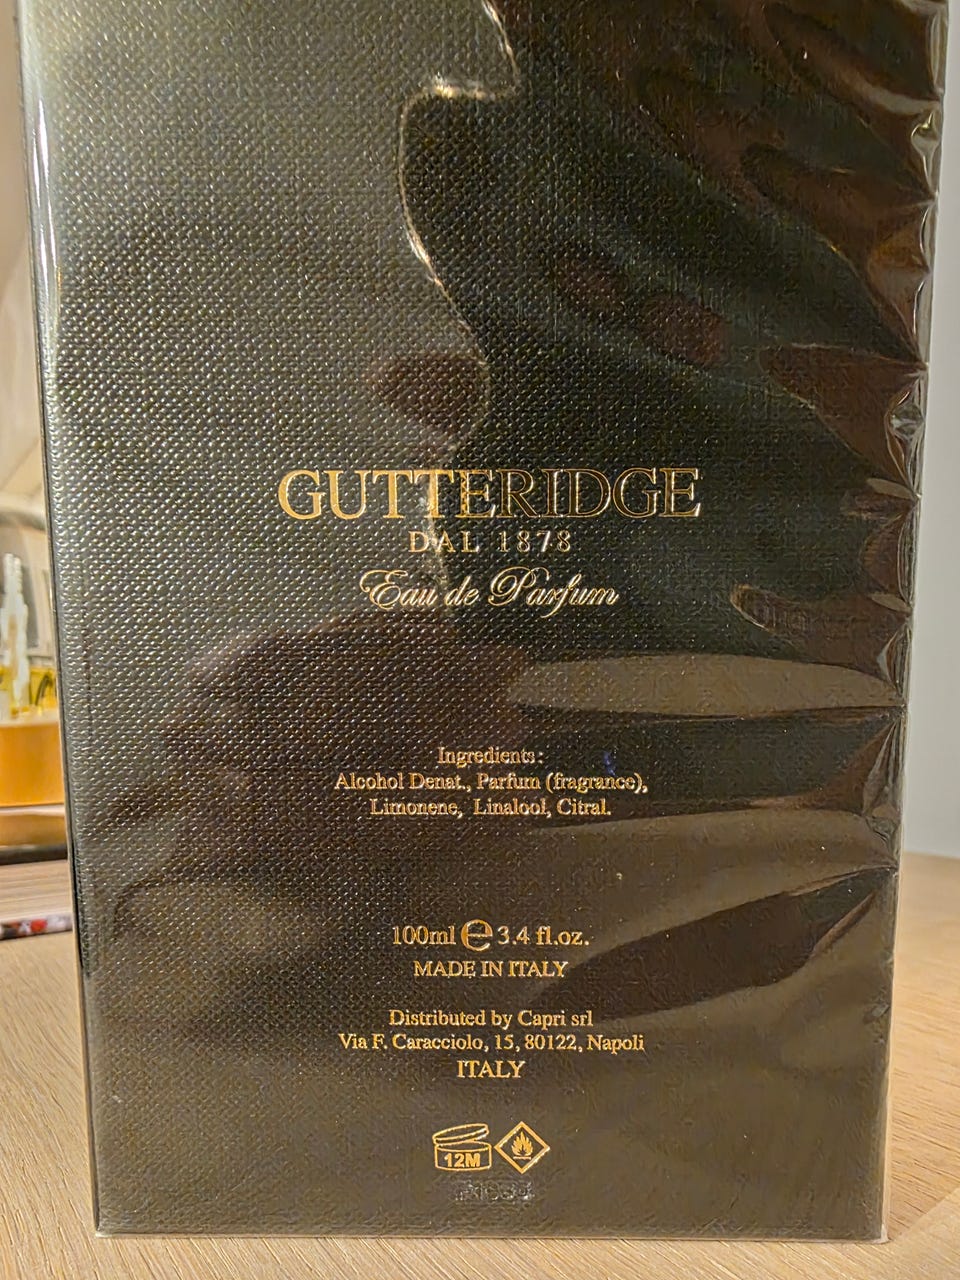 GUTTERIDGE
DAL 1878
Eau de Parfum
Ingredients:
Alcohol Denat., Parfum (fragrance),
Limonene, Linalool, Citral.
100ml ℮ 3.4 fl.oz.
MADE IN ITALY
Distributed by Capri srl
Via F. Caracciolo, 15, 80122, Napoli
ITALY
12M